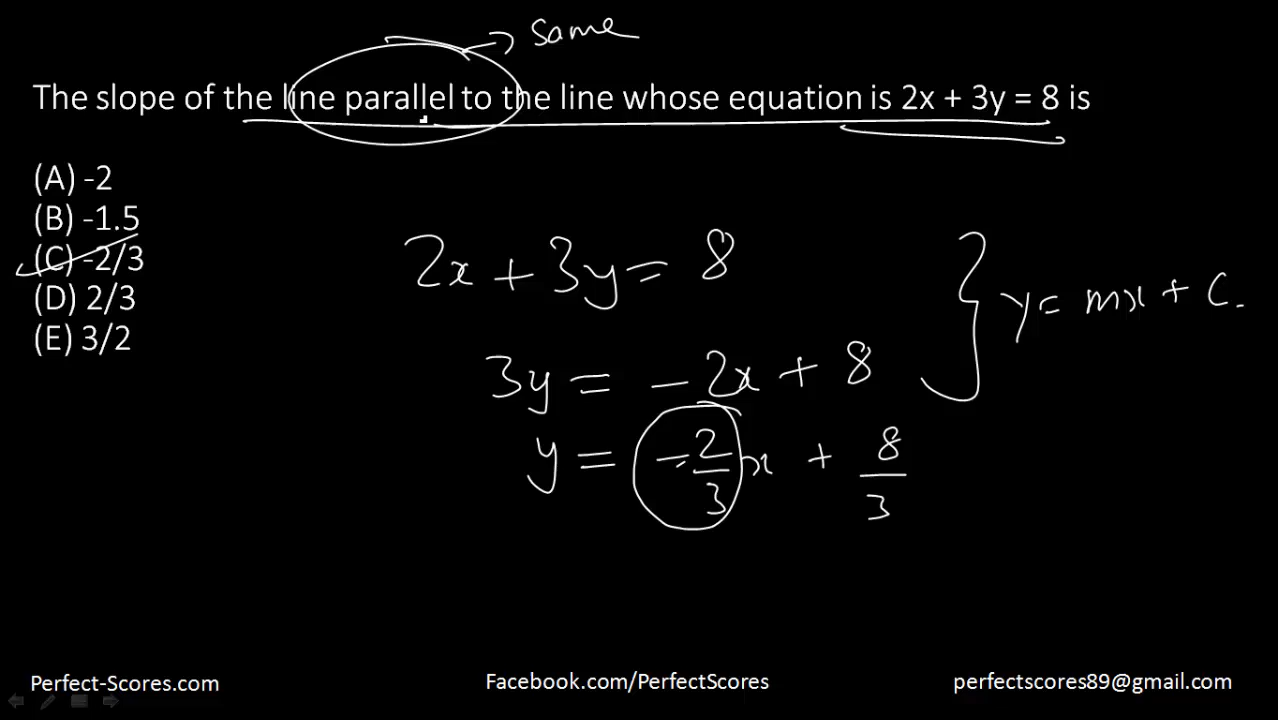 same
The slope of the line parallel to the line whose equation is 2x + 3y = 8 is
(A) -2
(B) -1.5
(C) -2/3
(D) 2/3
(E) 3/2
2x + 3y = 8
y = mx + c.
3y = -2x + 8
y = -2/3 x + 8/3
Perfect-Scores.com
Facebook.com/PerfectScores
perfectscores89@gmail.com